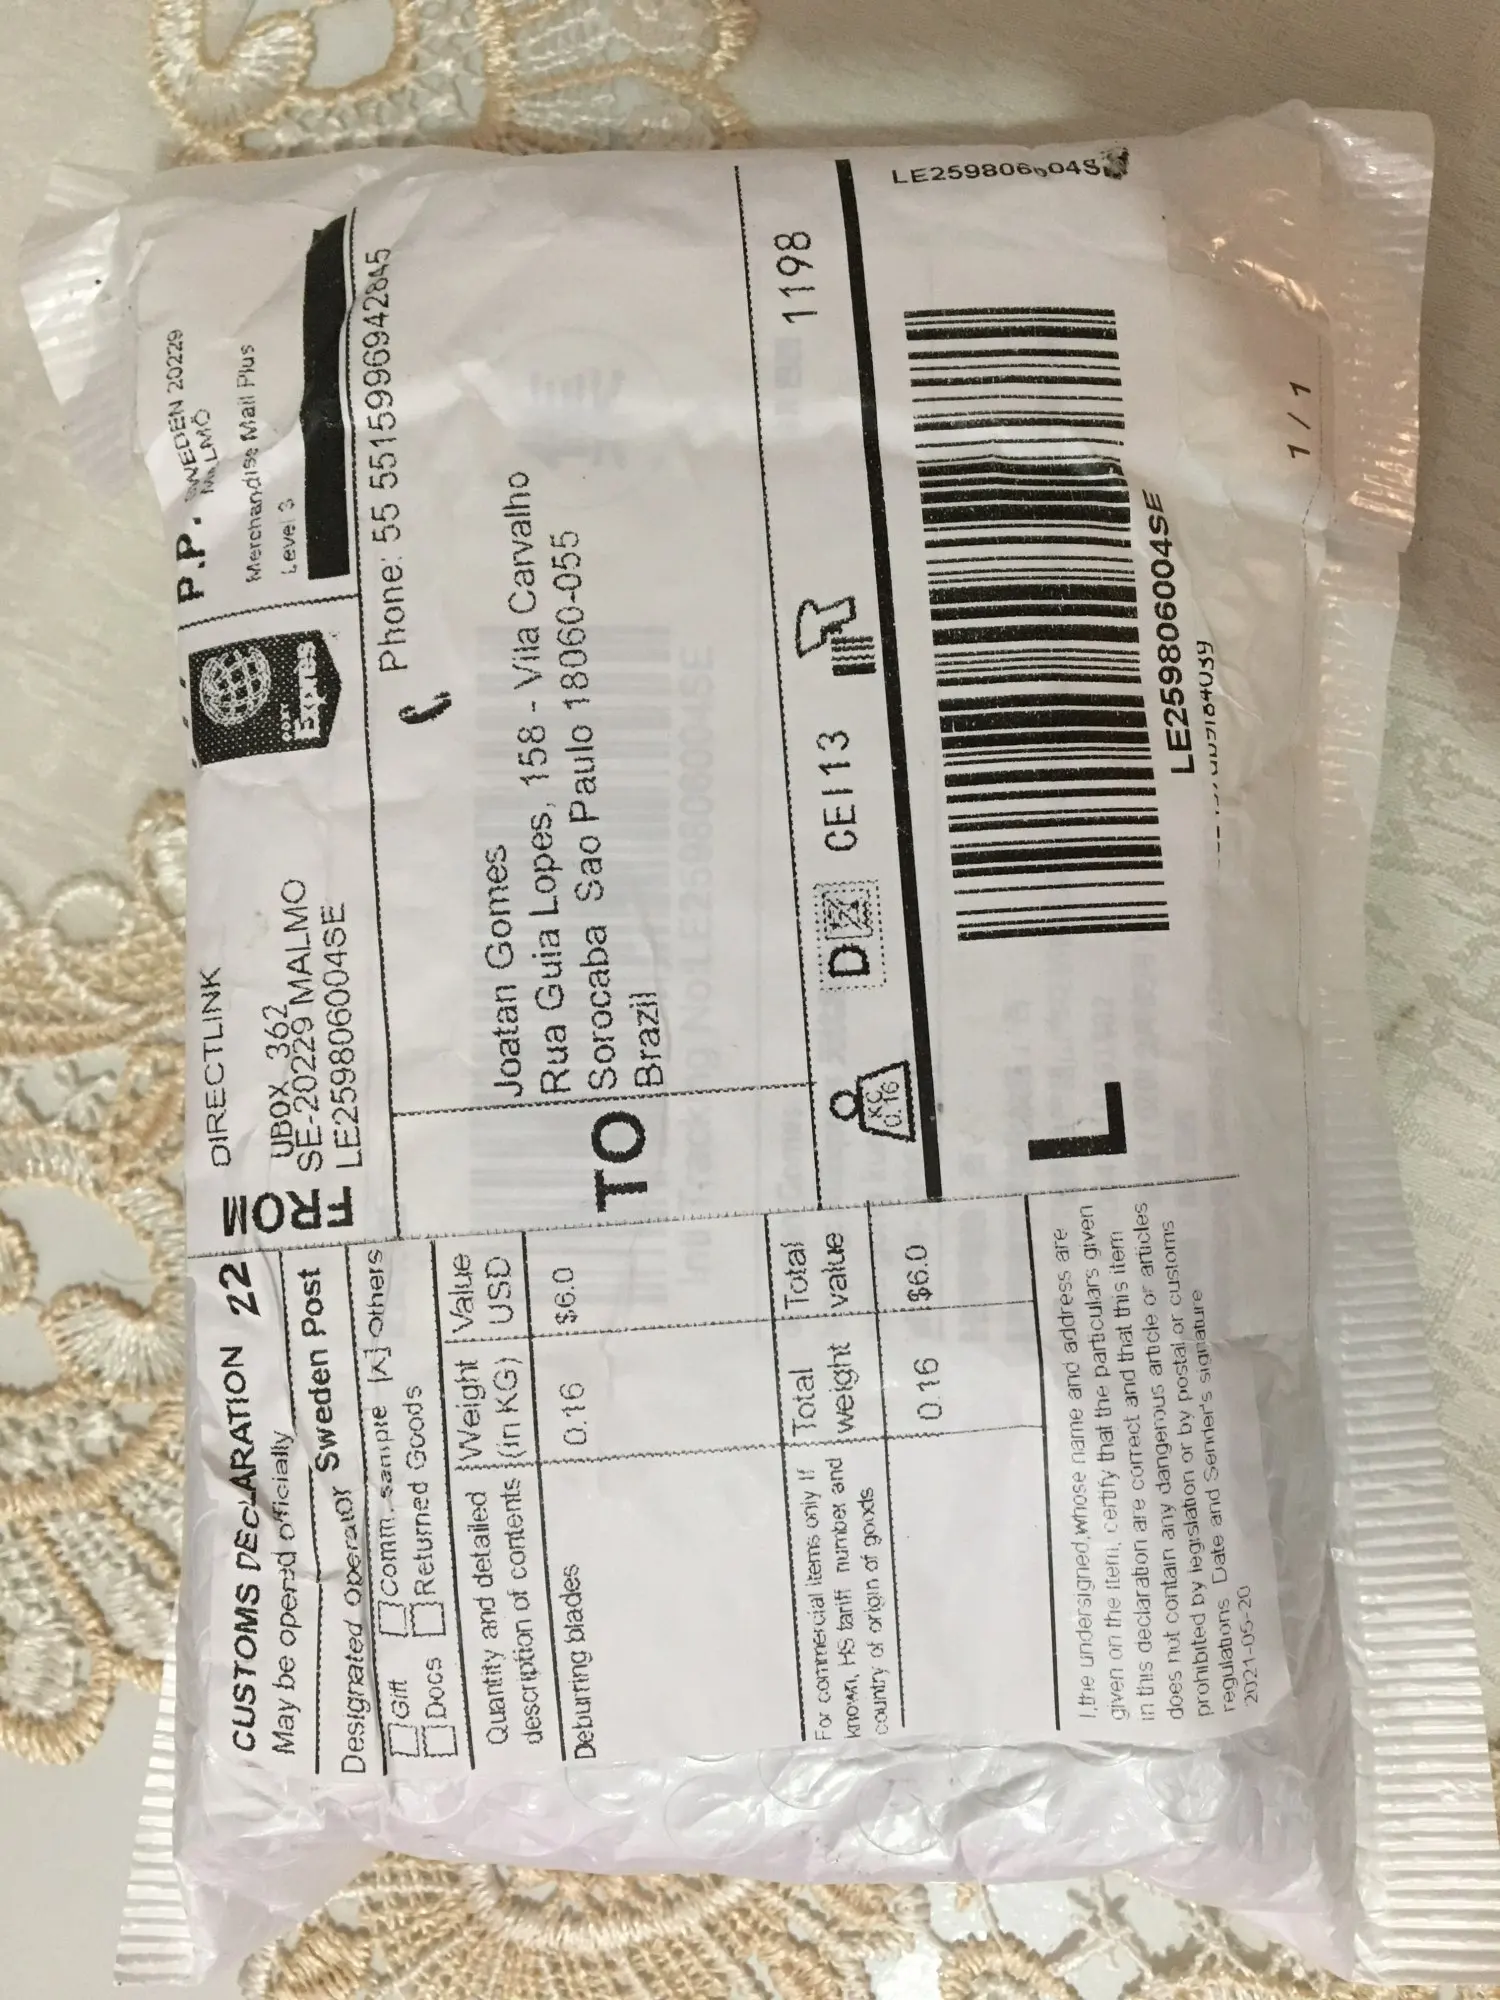 CUSTOMS DECLARATION 22
May be opened officially
Designated operator Sweden Post
Gift Comm. sample Others
Docs Returned Goods
Quantity and detailed description of contents
Weight (in KG)
Value USD
Deburring blades 0.16 $6.0
For commercial items only If known, HS tariff number and country of origin of goods
Total weight
Total value
0.16 $6.0
I,the undersigned,whose name and address are
given on the item, certify that the particulars given
in this declaration are correct and that this item
does not contain any dangerous article or articles
prohibited by legislation or by postal or customs
regulations Date and Sender's signature
2021-05-20
FROM
DIRECTLINK
UBOX 362
SE-20229 MALMO
LE259806004SE
Express
P.P.
SWEDEN 20229
MALMÖ
Merchandise Mail Plus
Level 3
Phone: 55 5515996942845
TO
Joatan Gomes
Rua Guia Lopes, 158 - Vila Carvalho
Sorocaba Sao Paulo 18060-055
Brazil
KG
0.16
D
CEI13
1198
LE259806004S
L
LE259806004SE
1 / 1